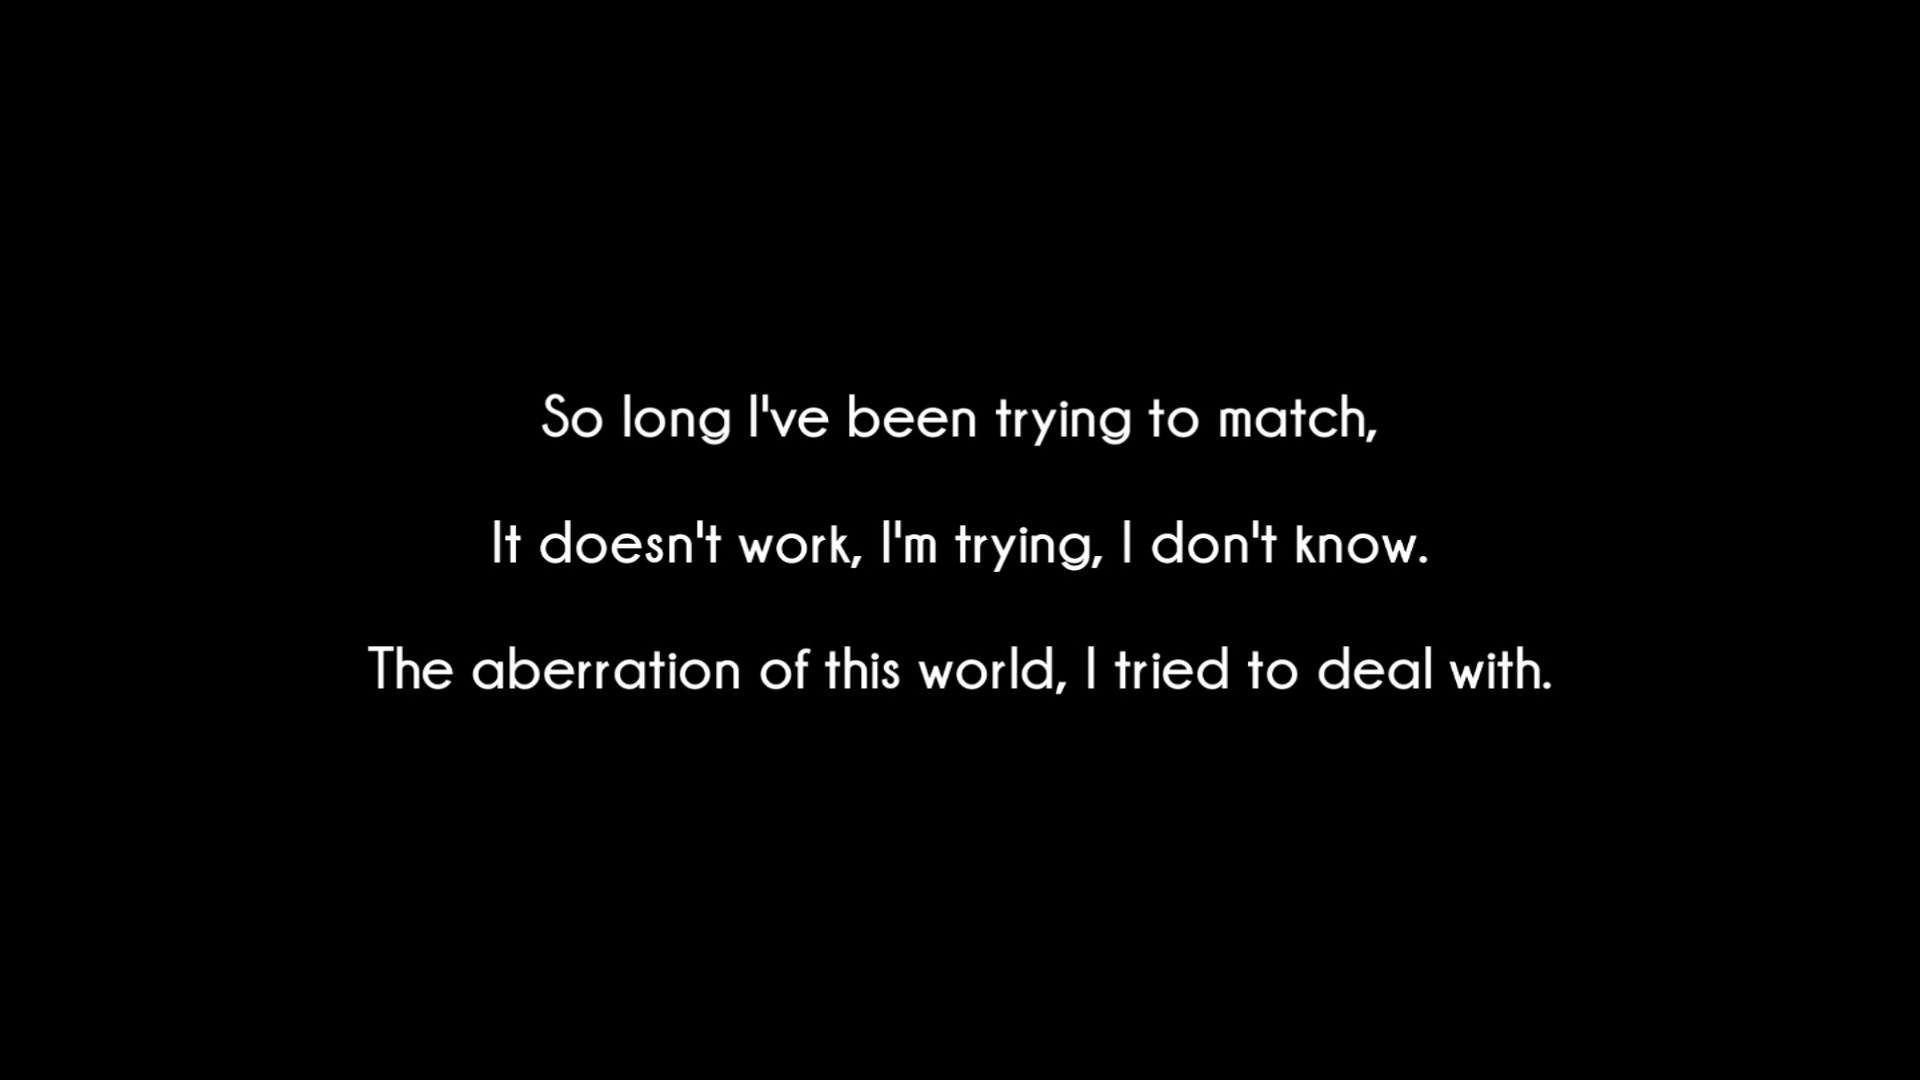 So long I've been trying to match,
It doesn't work, I'm trying, I don't know.
The aberration of this world, I tried to deal with.